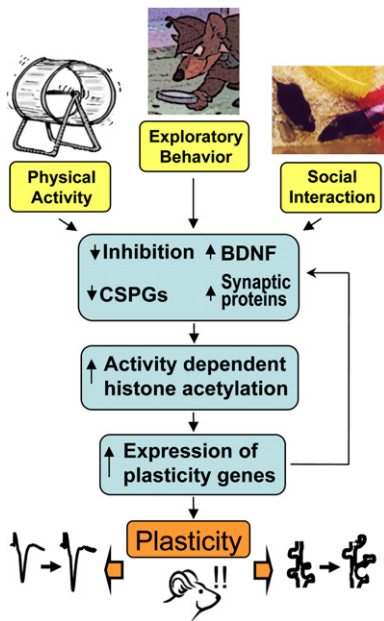 Exploratory
Behavior
Physical
Activity
Social
Interaction
Inhibition BDNF
CSPGs Synaptic
proteins
Activity dependent
histone acetylation
Expression of
plasticity genes
Plasticity
!!